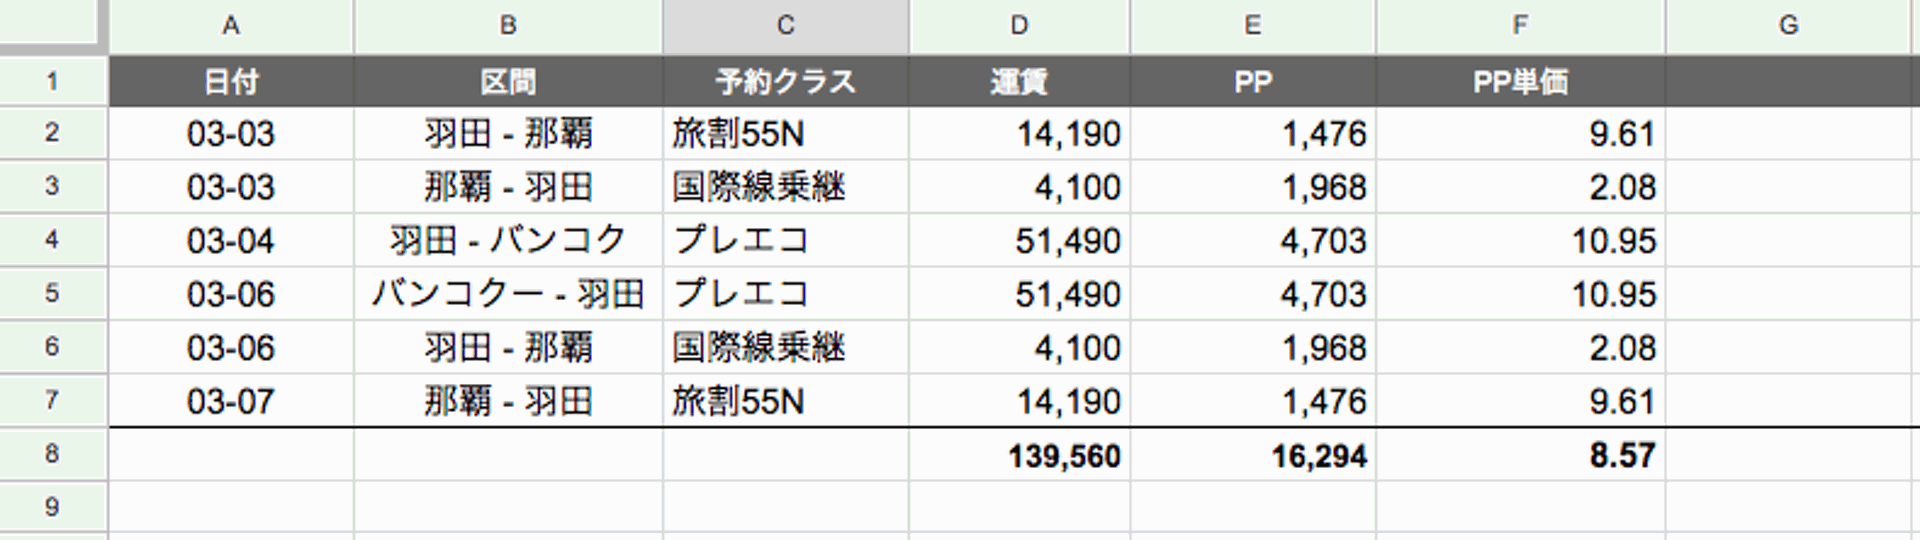 A B C D E F G
1 日付 区間 予約クラス 運賃 PP PP単価
2 03-03 羽田 - 那覇 旅割55N 14,190 1,476 9.61
3 03-03 那覇 - 羽田 国際線乗継 4,100 1,968 2.08
4 03-04 羽田 - バンコク プレエコ 51,490 4,703 10.95
5 03-06 バンコクー - 羽田 プレエコ 51,490 4,703 10.95
6 03-06 羽田 - 那覇 国際線乗継 4,100 1,968 2.08
7 03-07 那覇 - 羽田 旅割55N 14,190 1,476 9.61
8 139,560 16,294 8.57
9